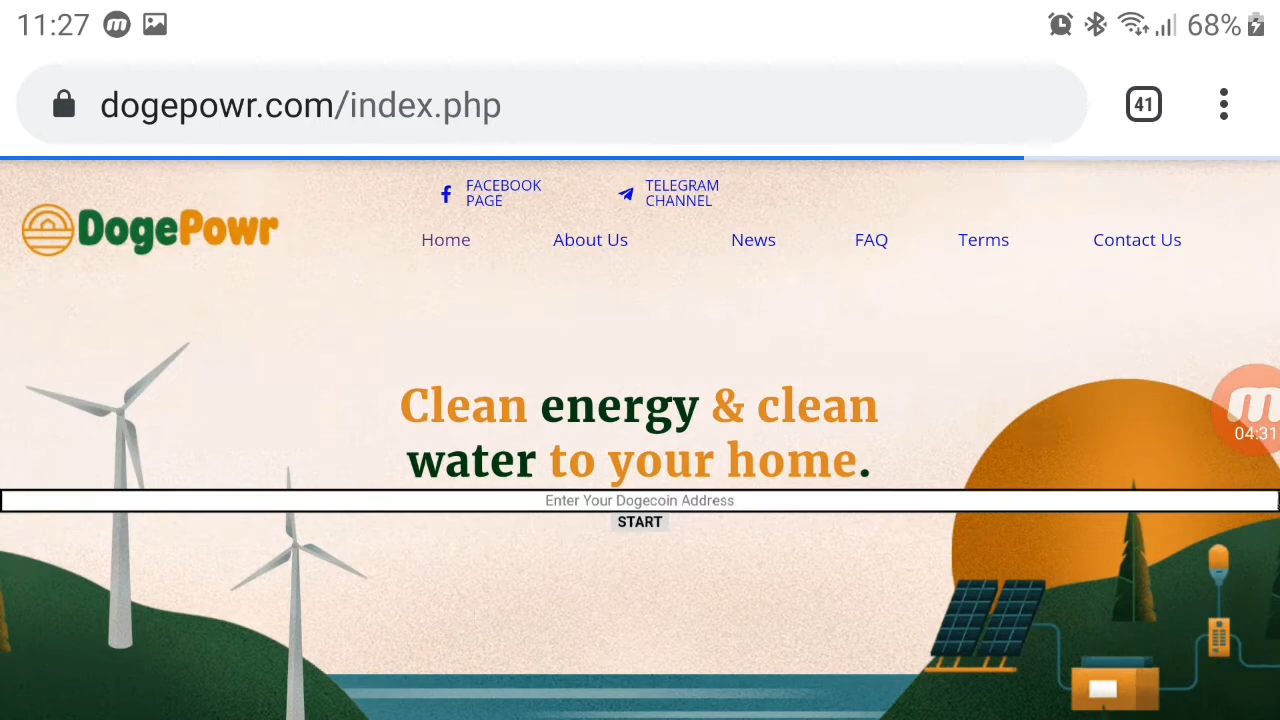 11:27
68%
dogepowr.com/index.php
41
FACEBOOK
PAGE
TELEGRAM
CHANNEL
DogePowr
Home
About Us
News
FAQ
Terms
Contact Us
Clean energy & clean
water to your home.
04:31
Enter Your Dogecoin Address
START